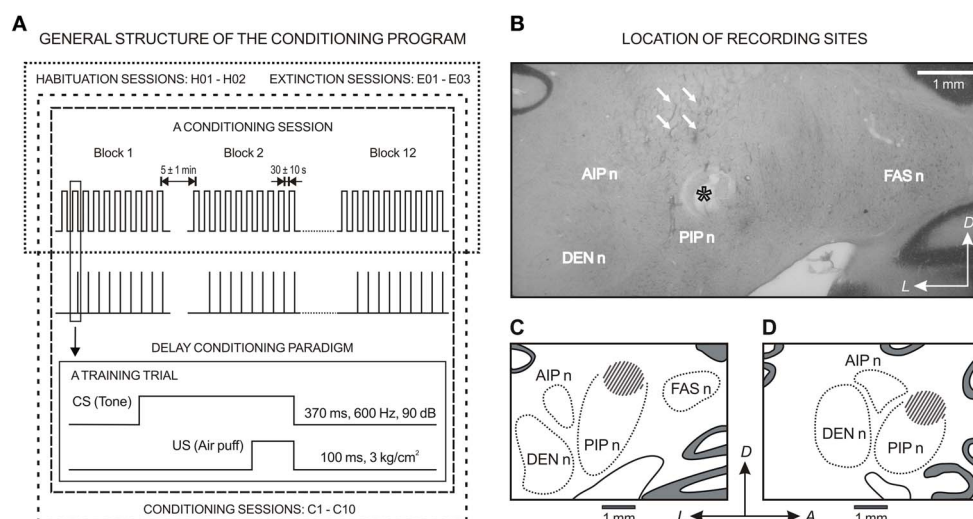 A
GENERAL STRUCTURE OF THE CONDITIONING PROGRAM
HABITUATION SESSIONS: H01 - H02 EXTINCTION SESSIONS: E01 - E03
A CONDITIONING SESSION
Block 1 Block 2 Block 12
5 ± 1 min 30 ± 10 s
DELAY CONDITIONING PARADIGM
A TRAINING TRIAL
CS (Tone)
370 ms, 600 Hz, 90 dB
US (Air puff)
100 ms, 3 kg/cm²
CONDITIONING SESSIONS: C1 - C10
B
LOCATION OF RECORDING SITES
1 mm
AIP n
FAS n
*
PIP n
DEN n
D
L
C
AIP n
FAS n
DEN n
PIP n
1 mm
D
L A
D
AIP n
DEN n
PIP n
1 mm